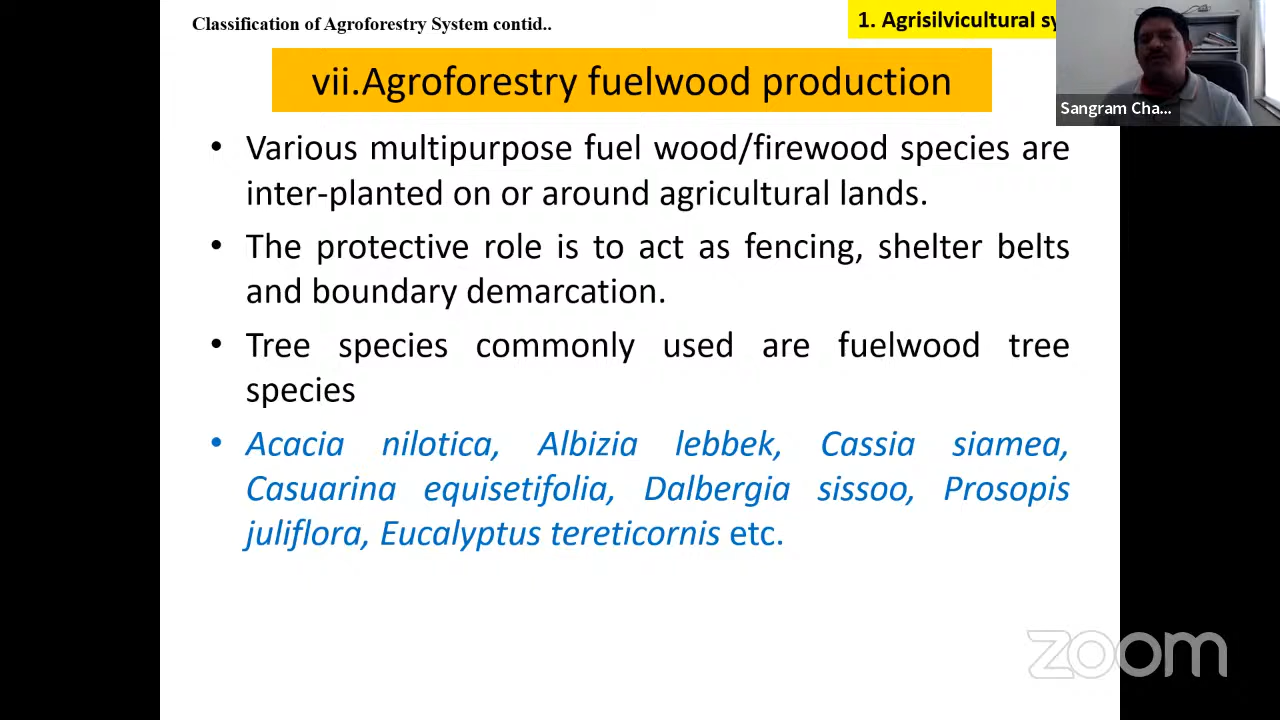 Classification of Agroforestry System contid..
1. Agrisilvicultural sy
Sangram Cha...
vii.Agroforestry fuelwood production
• Various multipurpose fuel wood/firewood species are
inter-planted on or around agricultural lands.
• The protective role is to act as fencing, shelter belts
and boundary demarcation.
• Tree species commonly used are fuelwood tree
species
• Acacia nilotica, Albizia lebbek, Cassia siamea,
Casuarina equisetifolia, Dalbergia sissoo, Prosopis
juliflora, Eucalyptus tereticornis etc.
zoom